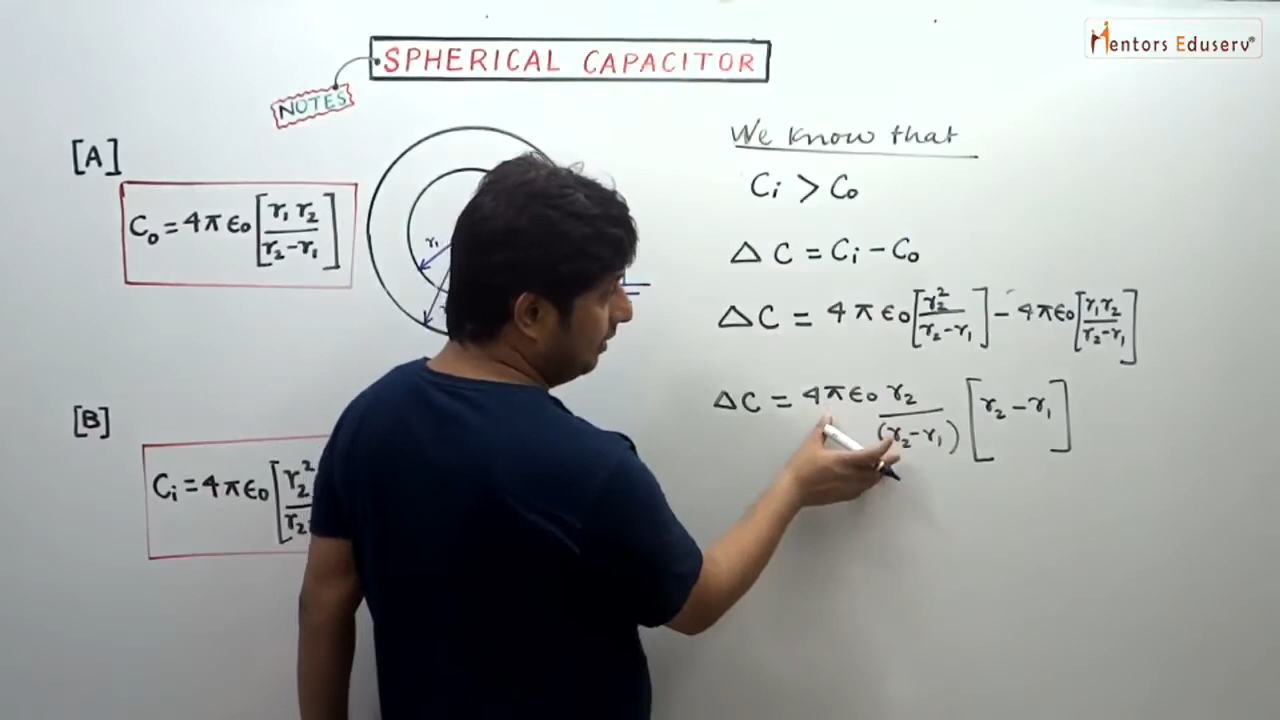 Mentors Eduserv®
SPHERICAL CAPACITOR
NOTES
[A]
C₀ = 4π ϵ₀ [r₁ r₂ / r₂ − r₁]
r₁
[B]
Cᵢ = 4π ϵ₀ [r₂² / r₂
We know that
Cᵢ > C₀
Δ C = Cᵢ − C₀
Δ C = 4 π ϵ₀ [r₂² / r₂ − r₁] − 4π ϵ₀ [r₁ r₂ / r₂ − r₁]
Δ C = 4π ϵ₀ r₂ / (r₂ − r₁) [r₂ − r₁]